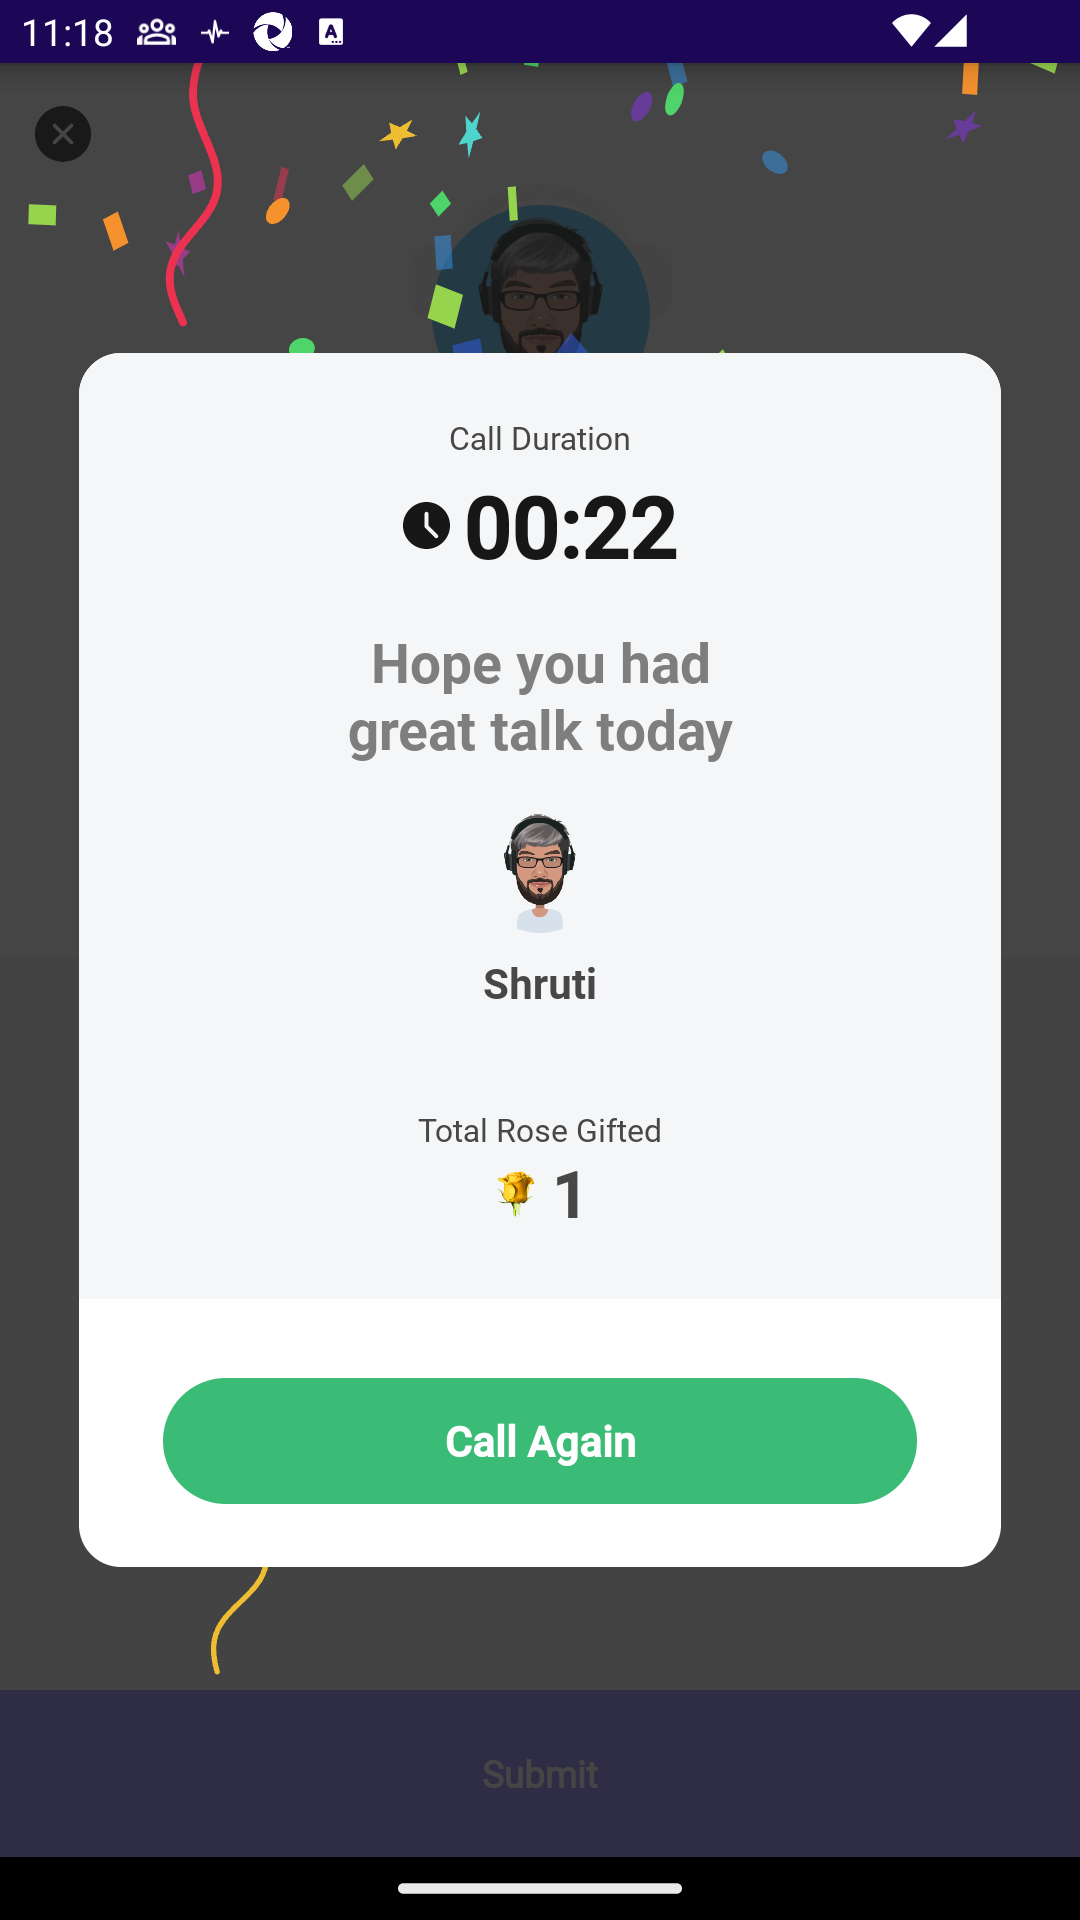 11:18
Call Duration
00:22
Hope you had
great talk today
Shruti
Total Rose Gifted
1
Call Again
Submit